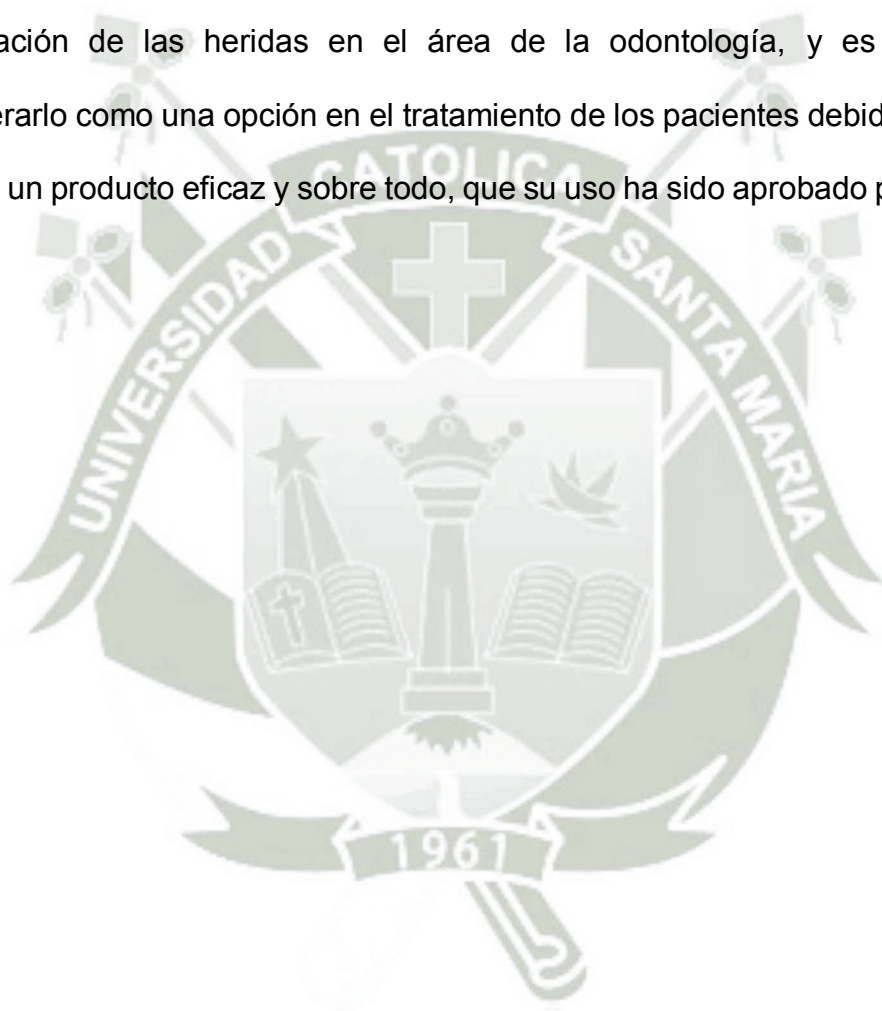 ación de las heridas en el área de la odontología, y es
erarlo como una opción en el tratamiento de los pacientes debid
un producto eficaz y sobre todo, que su uso ha sido aprobado p
UNIVERSIDAD CATOLICA SANTA MARIA
1961